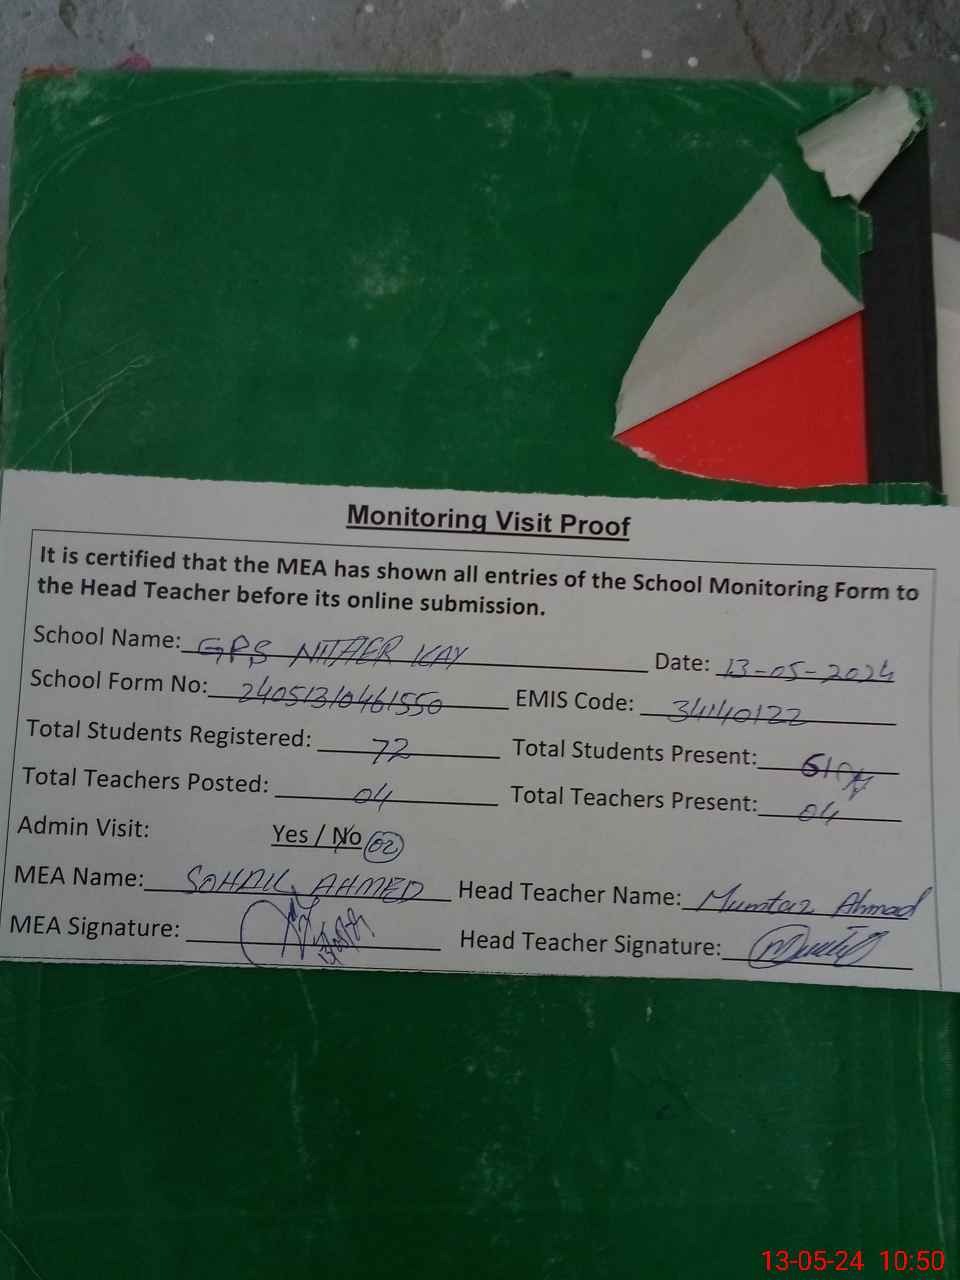 Monitoring Visit Proof
It is certified that the MEA has shown all entries of the School Monitoring Form to
the Head Teacher before its online submission.
School Name: GPS NITHER KAY Date: 13-05-2024
School Form No: 24051310461550 EMIS Code: 34140122
Total Students Registered: 72 Total Students Present: 61
Total Teachers Posted: 04 Total Teachers Present: 04
Admin Visit: Yes / No 02
MEA Name: SOHAIL AHMED Head Teacher Name: Mumtaz Ahmad
MEA Signature: Head Teacher Signature:
13-05-24 10:50